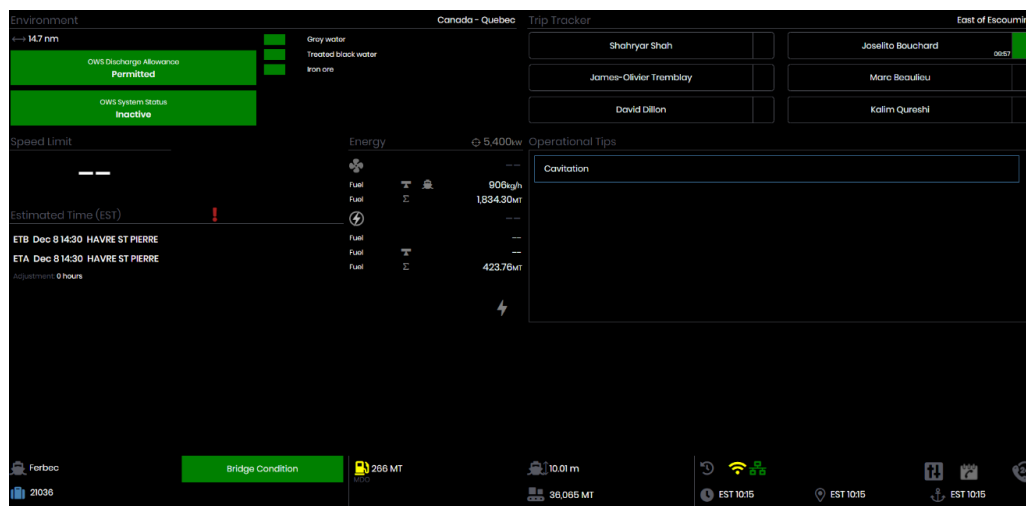 Environment
Canada - Quebec
14.7 nm
OWS Discharge Allowance
Permitted
OWS System Status
Inactive
Gray water
Treated black water
Iron ore
Trip Tracker
East of Escoumin
Shahryar Shah
Joselito Bouchard
09:57
James-Olivier Tremblay
Marc Beaulieu
David Dillon
Kalim Qureshi
Speed Limit
--
Energy
5,400kW
--
Fuel 906kg/h
Fuel Σ 1,834.30MT
--
Fuel --
Fuel --
Fuel Σ 423.76MT
Operational Tips
Cavitation
Estimated Time (EST)
ETB Dec 8 14:30 HAVRE ST PIERRE
ETA Dec 8 14:30 HAVRE ST PIERRE
Adjustment 0 hours
Ferbec
21036
Bridge Condition
266 MT
MDO
10.01 m
36,065 MT
EST 10:15
EST 10:15
EST 10:15